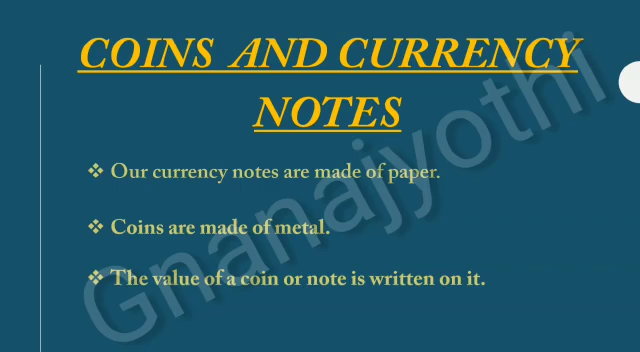 COINS AND CURRENCY
NOTES
❖ Our currency notes are made of paper.
❖ Coins are made of metal.
❖ The value of a coin or note is written on it.
Gnanajyothi